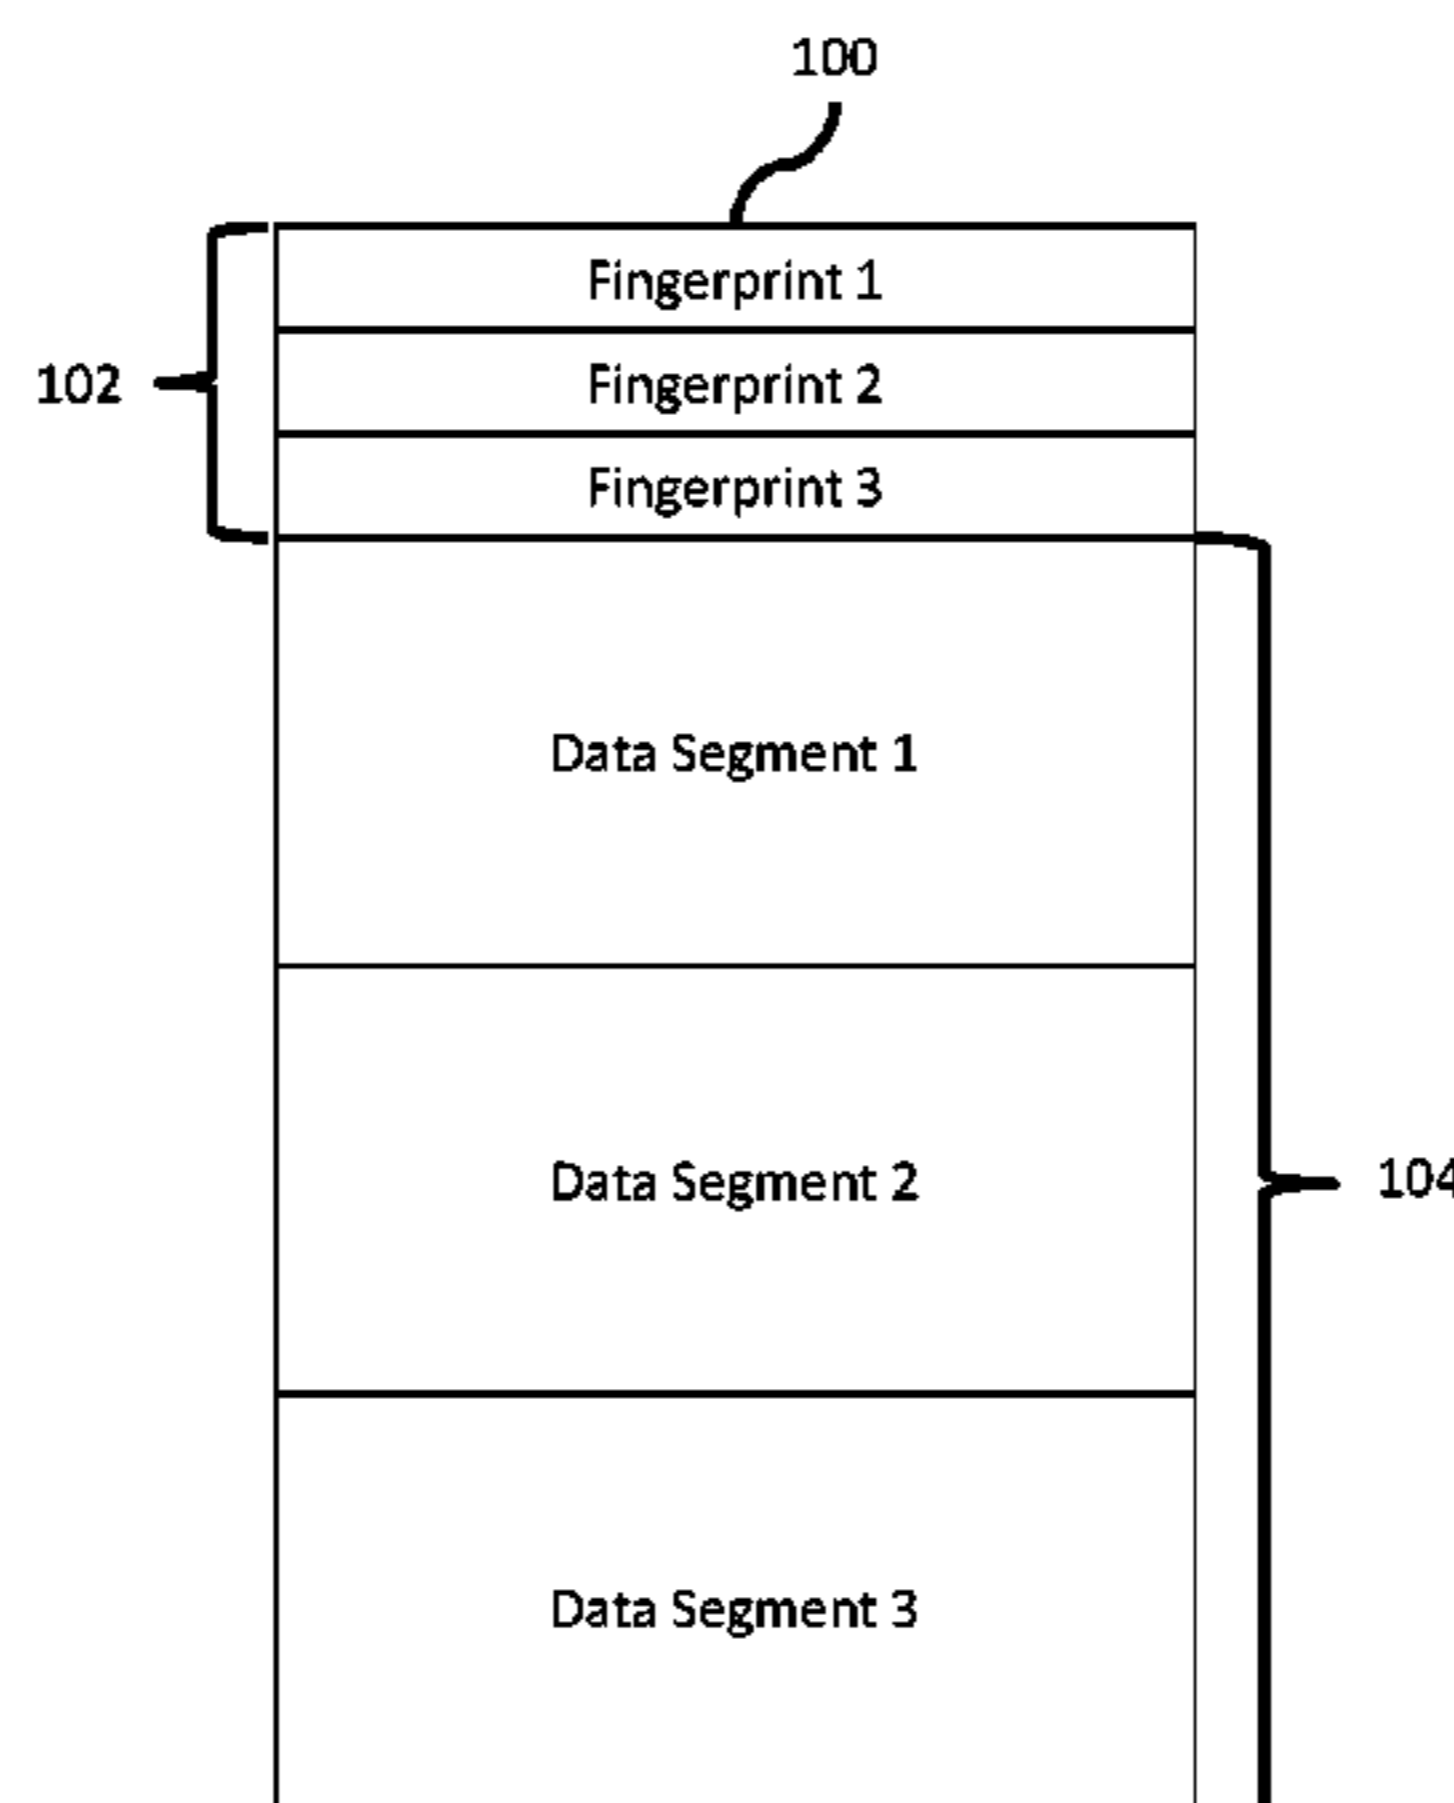 100
Fingerprint 1
102
Fingerprint 2
Fingerprint 3
Data Segment 1
Data Segment 2
104
Data Segment 3